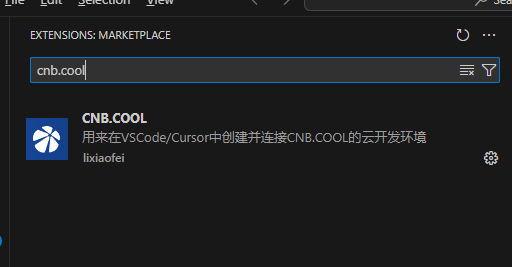 File Edit Selection View
EXTENSIONS: MARKETPLACE
cnb.cool
CNB.COOL
用来在VSCode/Cursor中创建并连接CNB.COOL的云开发环境
lixiaofei